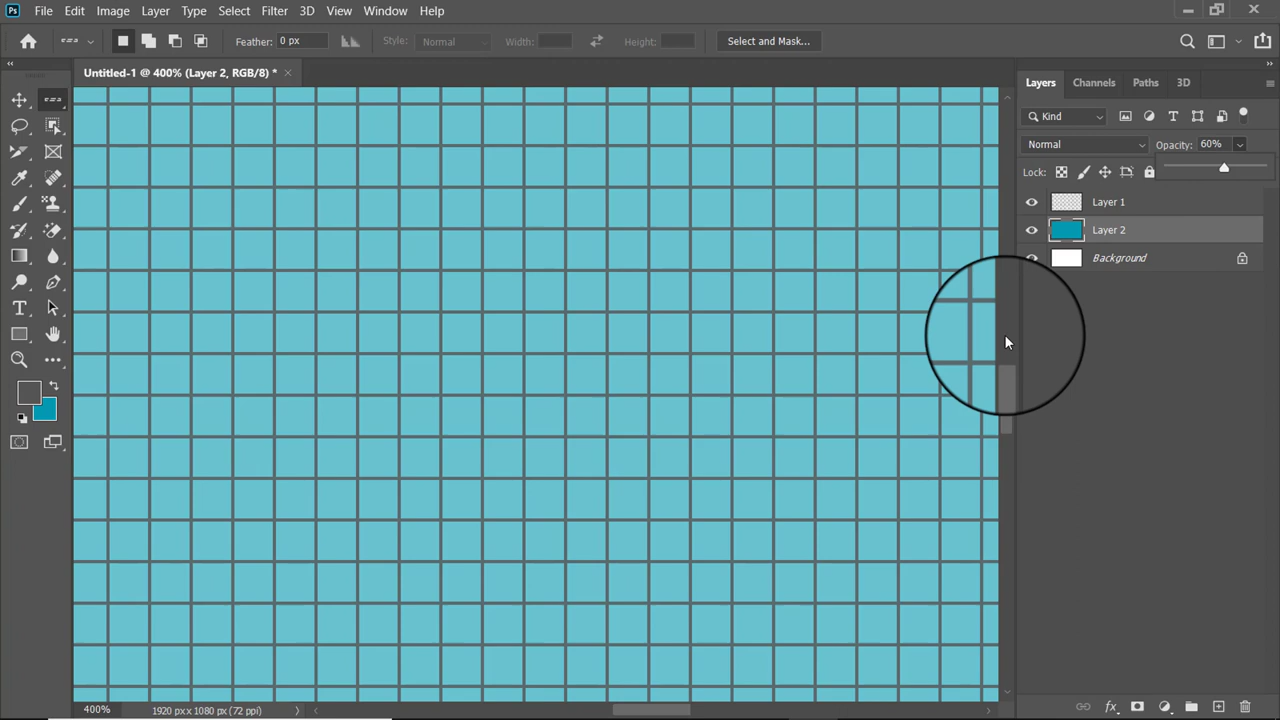 Ps File Edit Image Layer Type Select Filter 3D View Window Help
Feather: 0 px Style: Normal Width: Height: Select and Mask...
Untitled-1 @ 400% (Layer 2, RGB/8) * ×
Layers Channels Paths 3D
Kind
Normal Opacity: 60%
Lock:
Layer 1
Layer 2
Background
400% 1920 px x 1080 px (72 ppi)